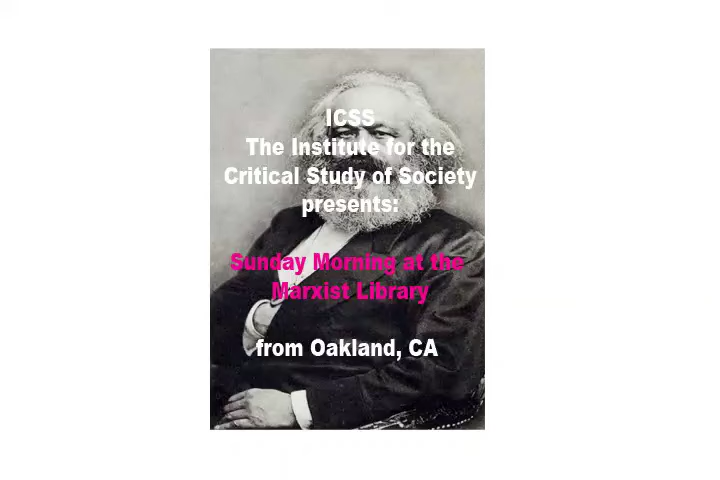 ICSS
The Institute for the
Critical Study of Society
presents:
Sunday Morning at the
Marxist Library
from Oakland, CA